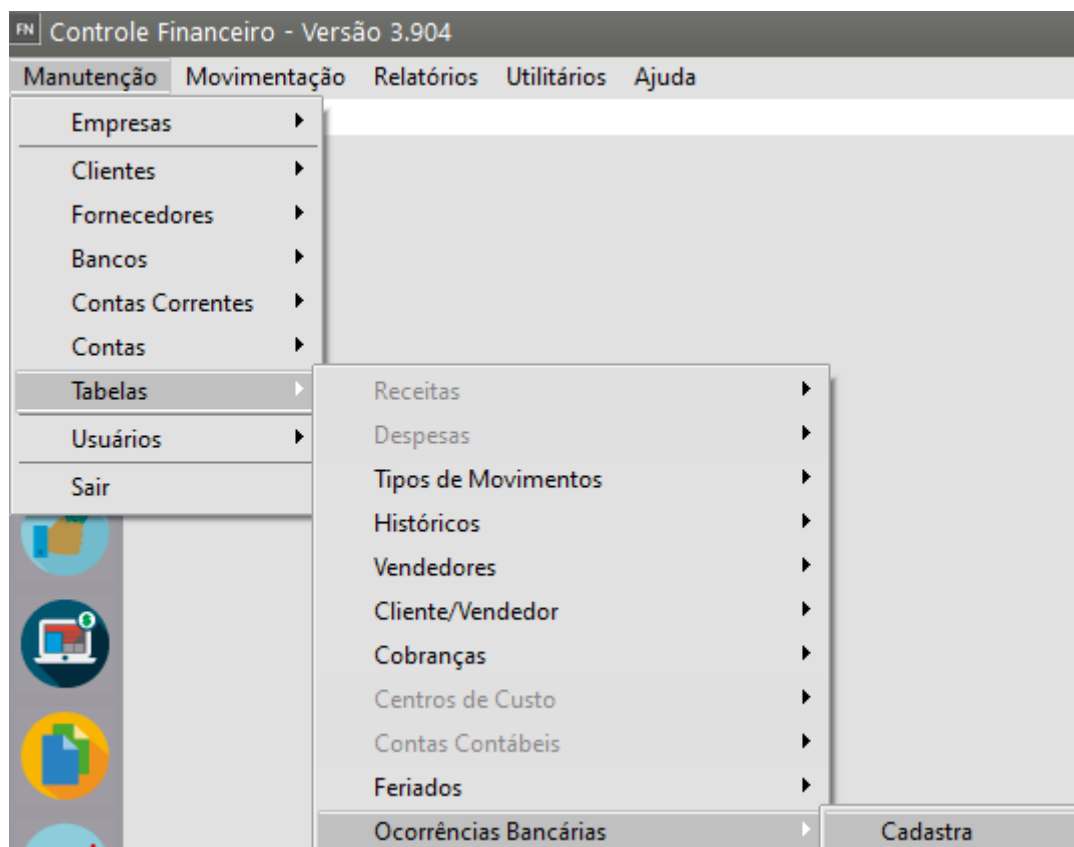 FN Controle Financeiro - Versão 3.904
Manutenção Movimentação Relatórios Utilitários Ajuda
Empresas
Clientes
Fornecedores
Bancos
Contas Correntes
Contas
Tabelas
Usuários
Sair
Receitas
Despesas
Tipos de Movimentos
Históricos
Vendedores
Cliente/Vendedor
Cobranças
Centros de Custo
Contas Contábeis
Feriados
Ocorrências Bancárias
Cadastra